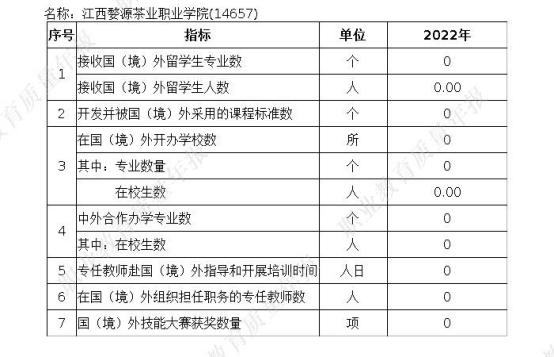 名称：江西婺源茶业职业学院(14657)
序号 指标 单位 2022年
1 接收国（境）外留学生专业数 个 0
接收国（境）外留学生人数 人 0.00
2 开发并被国（境）外采用的课程标准数 个 0
3 在国（境）外开办学校数 所 0
其中：专业数量 个 0
在校生数 人 0.00
4 中外合作办学专业数 个 0
其中：在校生数 人 0
5 专任教师赴国（境）外指导和开展培训时间 人日 0
6 在国（境）外组织担任职务的专任教师数 人 0
7 国（境）外技能大赛获奖数量 项 0